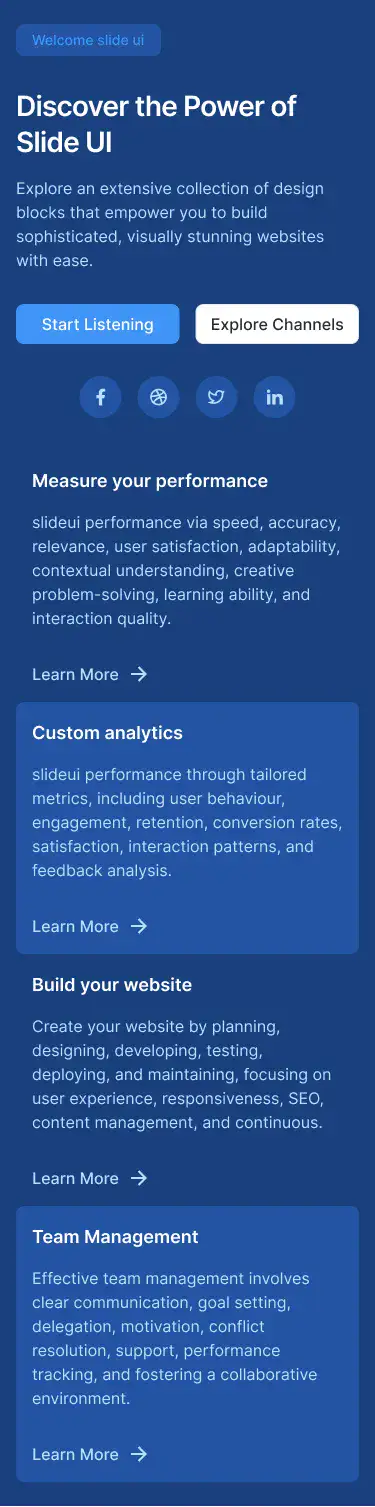 Welcome slide ui
Discover the Power of
Slide UI
Explore an extensive collection of design
blocks that empower you to build
sophisticated, visually stunning websites
with ease.
Start Listening
Explore Channels
Measure your performance
slideui performance via speed, accuracy,
relevance, user satisfaction, adaptability,
contextual understanding, creative
problem-solving, learning ability, and
interaction quality.
Learn More
Custom analytics
slideui performance through tailored
metrics, including user behaviour,
engagement, retention, conversion rates,
satisfaction, interaction patterns, and
feedback analysis.
Learn More
Build your website
Create your website by planning,
designing, developing, testing,
deploying, and maintaining, focusing on
user experience, responsiveness, SEO,
content management, and continuous.
Learn More
Team Management
Effective team management involves
clear communication, goal setting,
delegation, motivation, conflict
resolution, support, performance
tracking, and fostering a collaborative
environment.
Learn More